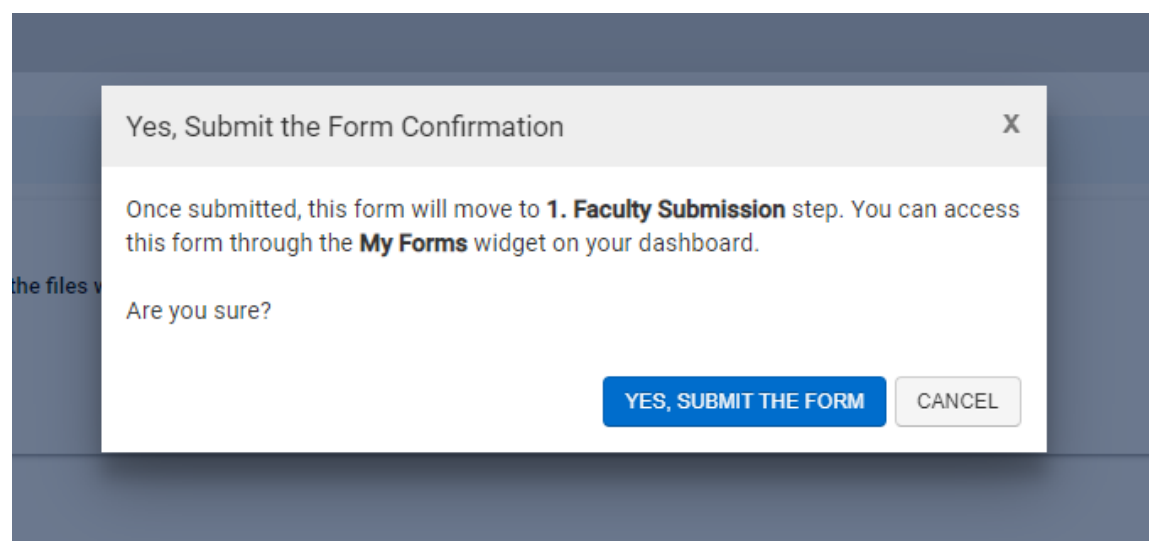 Yes, Submit the Form Confirmation
X
Once submitted, this form will move to 1. Faculty Submission step. You can access
this form through the My Forms widget on your dashboard.
the files
Are you sure?
YES, SUBMIT THE FORM
CANCEL